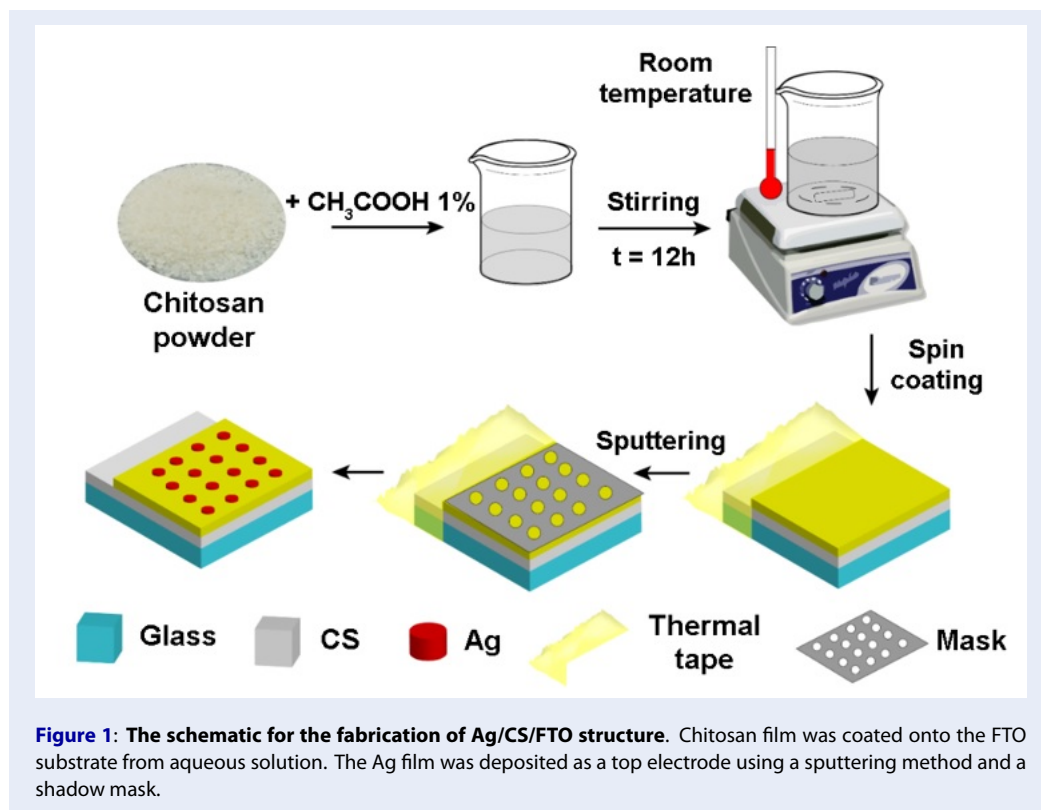 Room
temperature
+ CH₃COOH 1%
Stirring
t = 12h
Chitosan
powder
Spin
coating
Sputtering
Glass
CS
Ag
Thermal
tape
Mask
Figure 1: The schematic for the fabrication of Ag/CS/FTO structure. Chitosan film was coated onto the FTO
substrate from aqueous solution. The Ag film was deposited as a top electrode using a sputtering method and a
shadow mask.